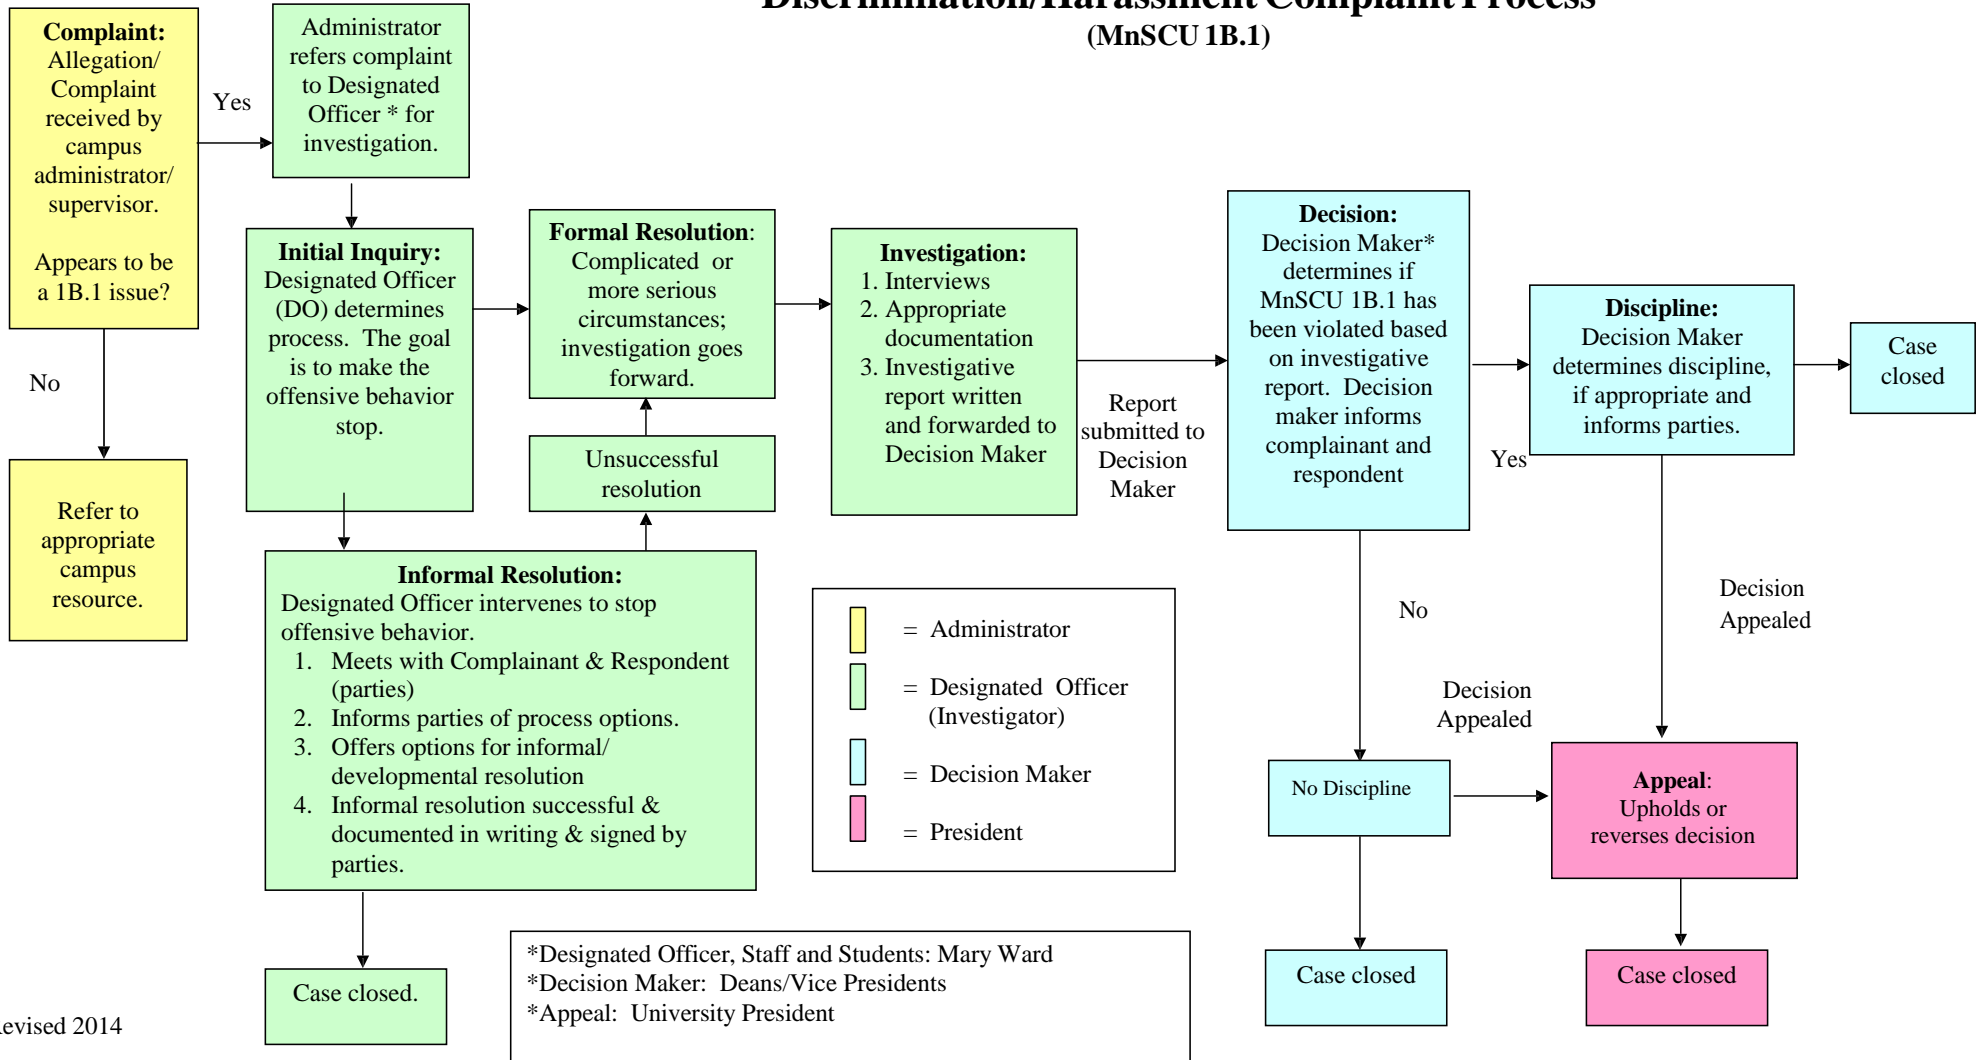 Discrimination/Harassment Complaint Process
(MnSCU 1B.1)
Complaint:
Allegation/
Complaint
received by
campus
administrator/
supervisor.
Appears to be
a 1B.1 issue?
Yes
No
Refer to
appropriate
campus
resource.
Administrator
refers complaint
to Designated
Officer * for
investigation.
Initial Inquiry:
Designated Officer
(DO) determines
process. The goal
is to make the
offensive behavior
stop.
Formal Resolution:
Complicated or
more serious
circumstances;
investigation goes
forward.
Unsuccessful
resolution
Informal Resolution:
Designated Officer intervenes to stop
offensive behavior.
1. Meets with Complainant & Respondent
(parties)
2. Informs parties of process options.
3. Offers options for informal/
developmental resolution
4. Informal resolution successful &
documented in writing & signed by
parties.
Case closed.
Investigation:
1. Interviews
2. Appropriate
documentation
3. Investigative
report written
and forwarded to
Decision Maker
Report
submitted to
Decision
Maker
Decision:
Decision Maker*
determines if
MnSCU 1B.1 has
been violated based
on investigative
report. Decision
maker informs
complainant and
respondent
Yes
No
Discipline:
Decision Maker
determines discipline,
if appropriate and
informs parties.
Case
closed
Decision
Appealed
No Discipline
Decision
Appealed
Appeal:
Upholds or
reverses decision
Case closed
Case closed
= Administrator
= Designated Officer
(Investigator)
= Decision Maker
= President
*Designated Officer, Staff and Students: Mary Ward
*Decision Maker: Deans/Vice Presidents
*Appeal: University President
Revised 2014